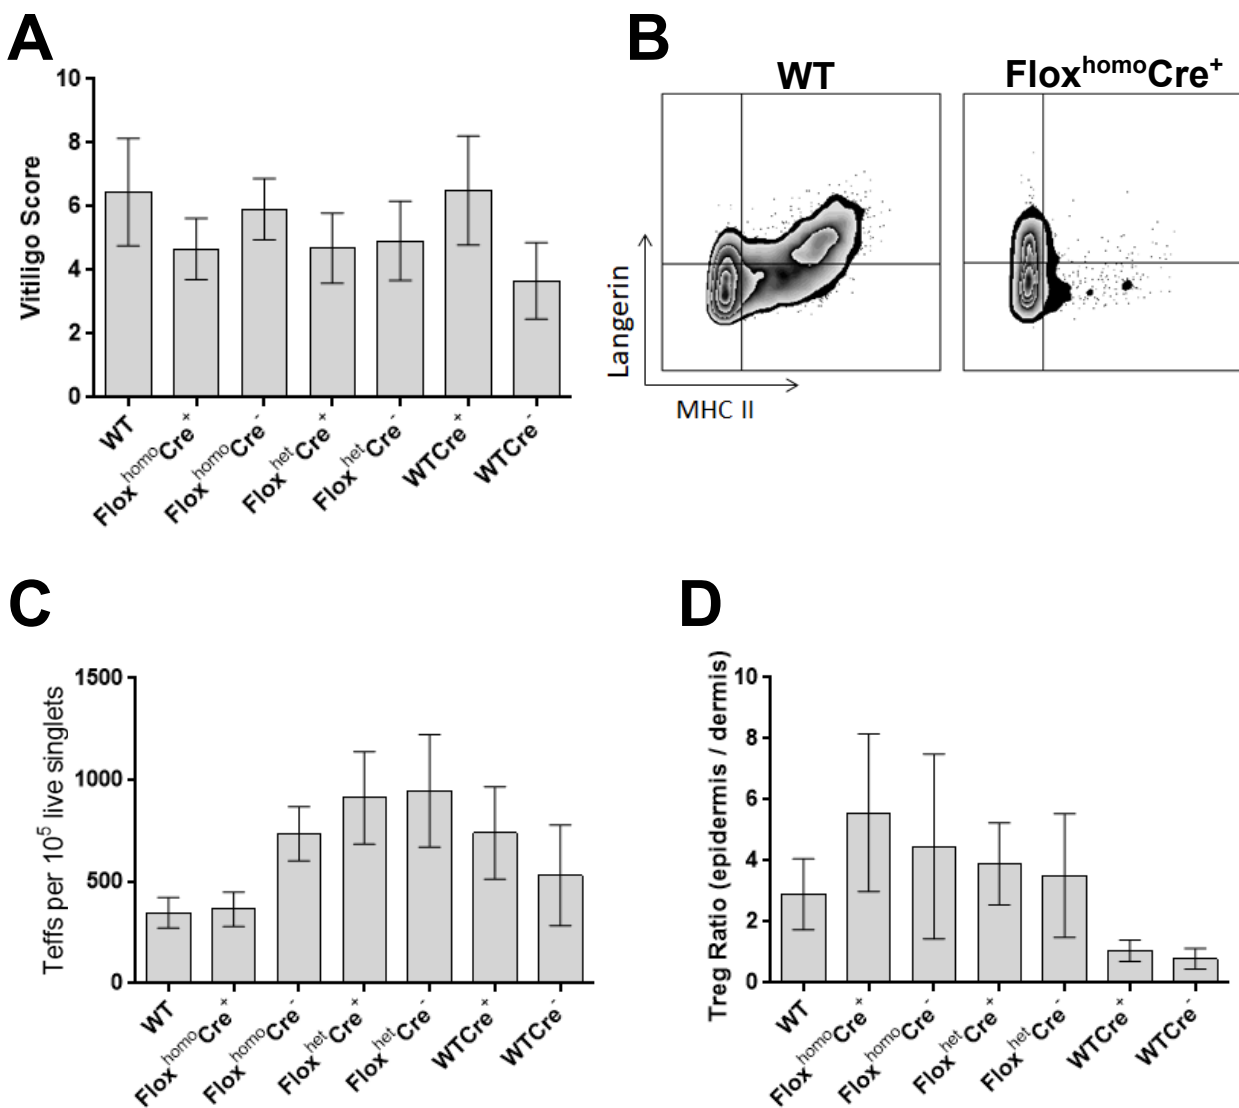 A
10
8
6
4
2
0
Vitiligo Score
WT
Flox^homo Cre^+
Flox^homo Cre^-
Flox^het Cre^+
Flox^het Cre^-
WTCre^+
WTCre^-
B
WT
Flox^homo Cre^+
Langerin
MHC II
C
1500
1000
500
0
Teffs per 10^5 live singlets
WT
Flox^homo Cre^+
Flox^homo Cre^-
Flox^het Cre^+
Flox^het Cre^-
WTCre^+
WTCre^-
D
10
8
6
4
2
0
Treg Ratio (epidermis / dermis)
WT
Flox^homo Cre^+
Flox^homo Cre^-
Flox^het Cre^+
Flox^het Cre^-
WTCre^+
WTCre^-